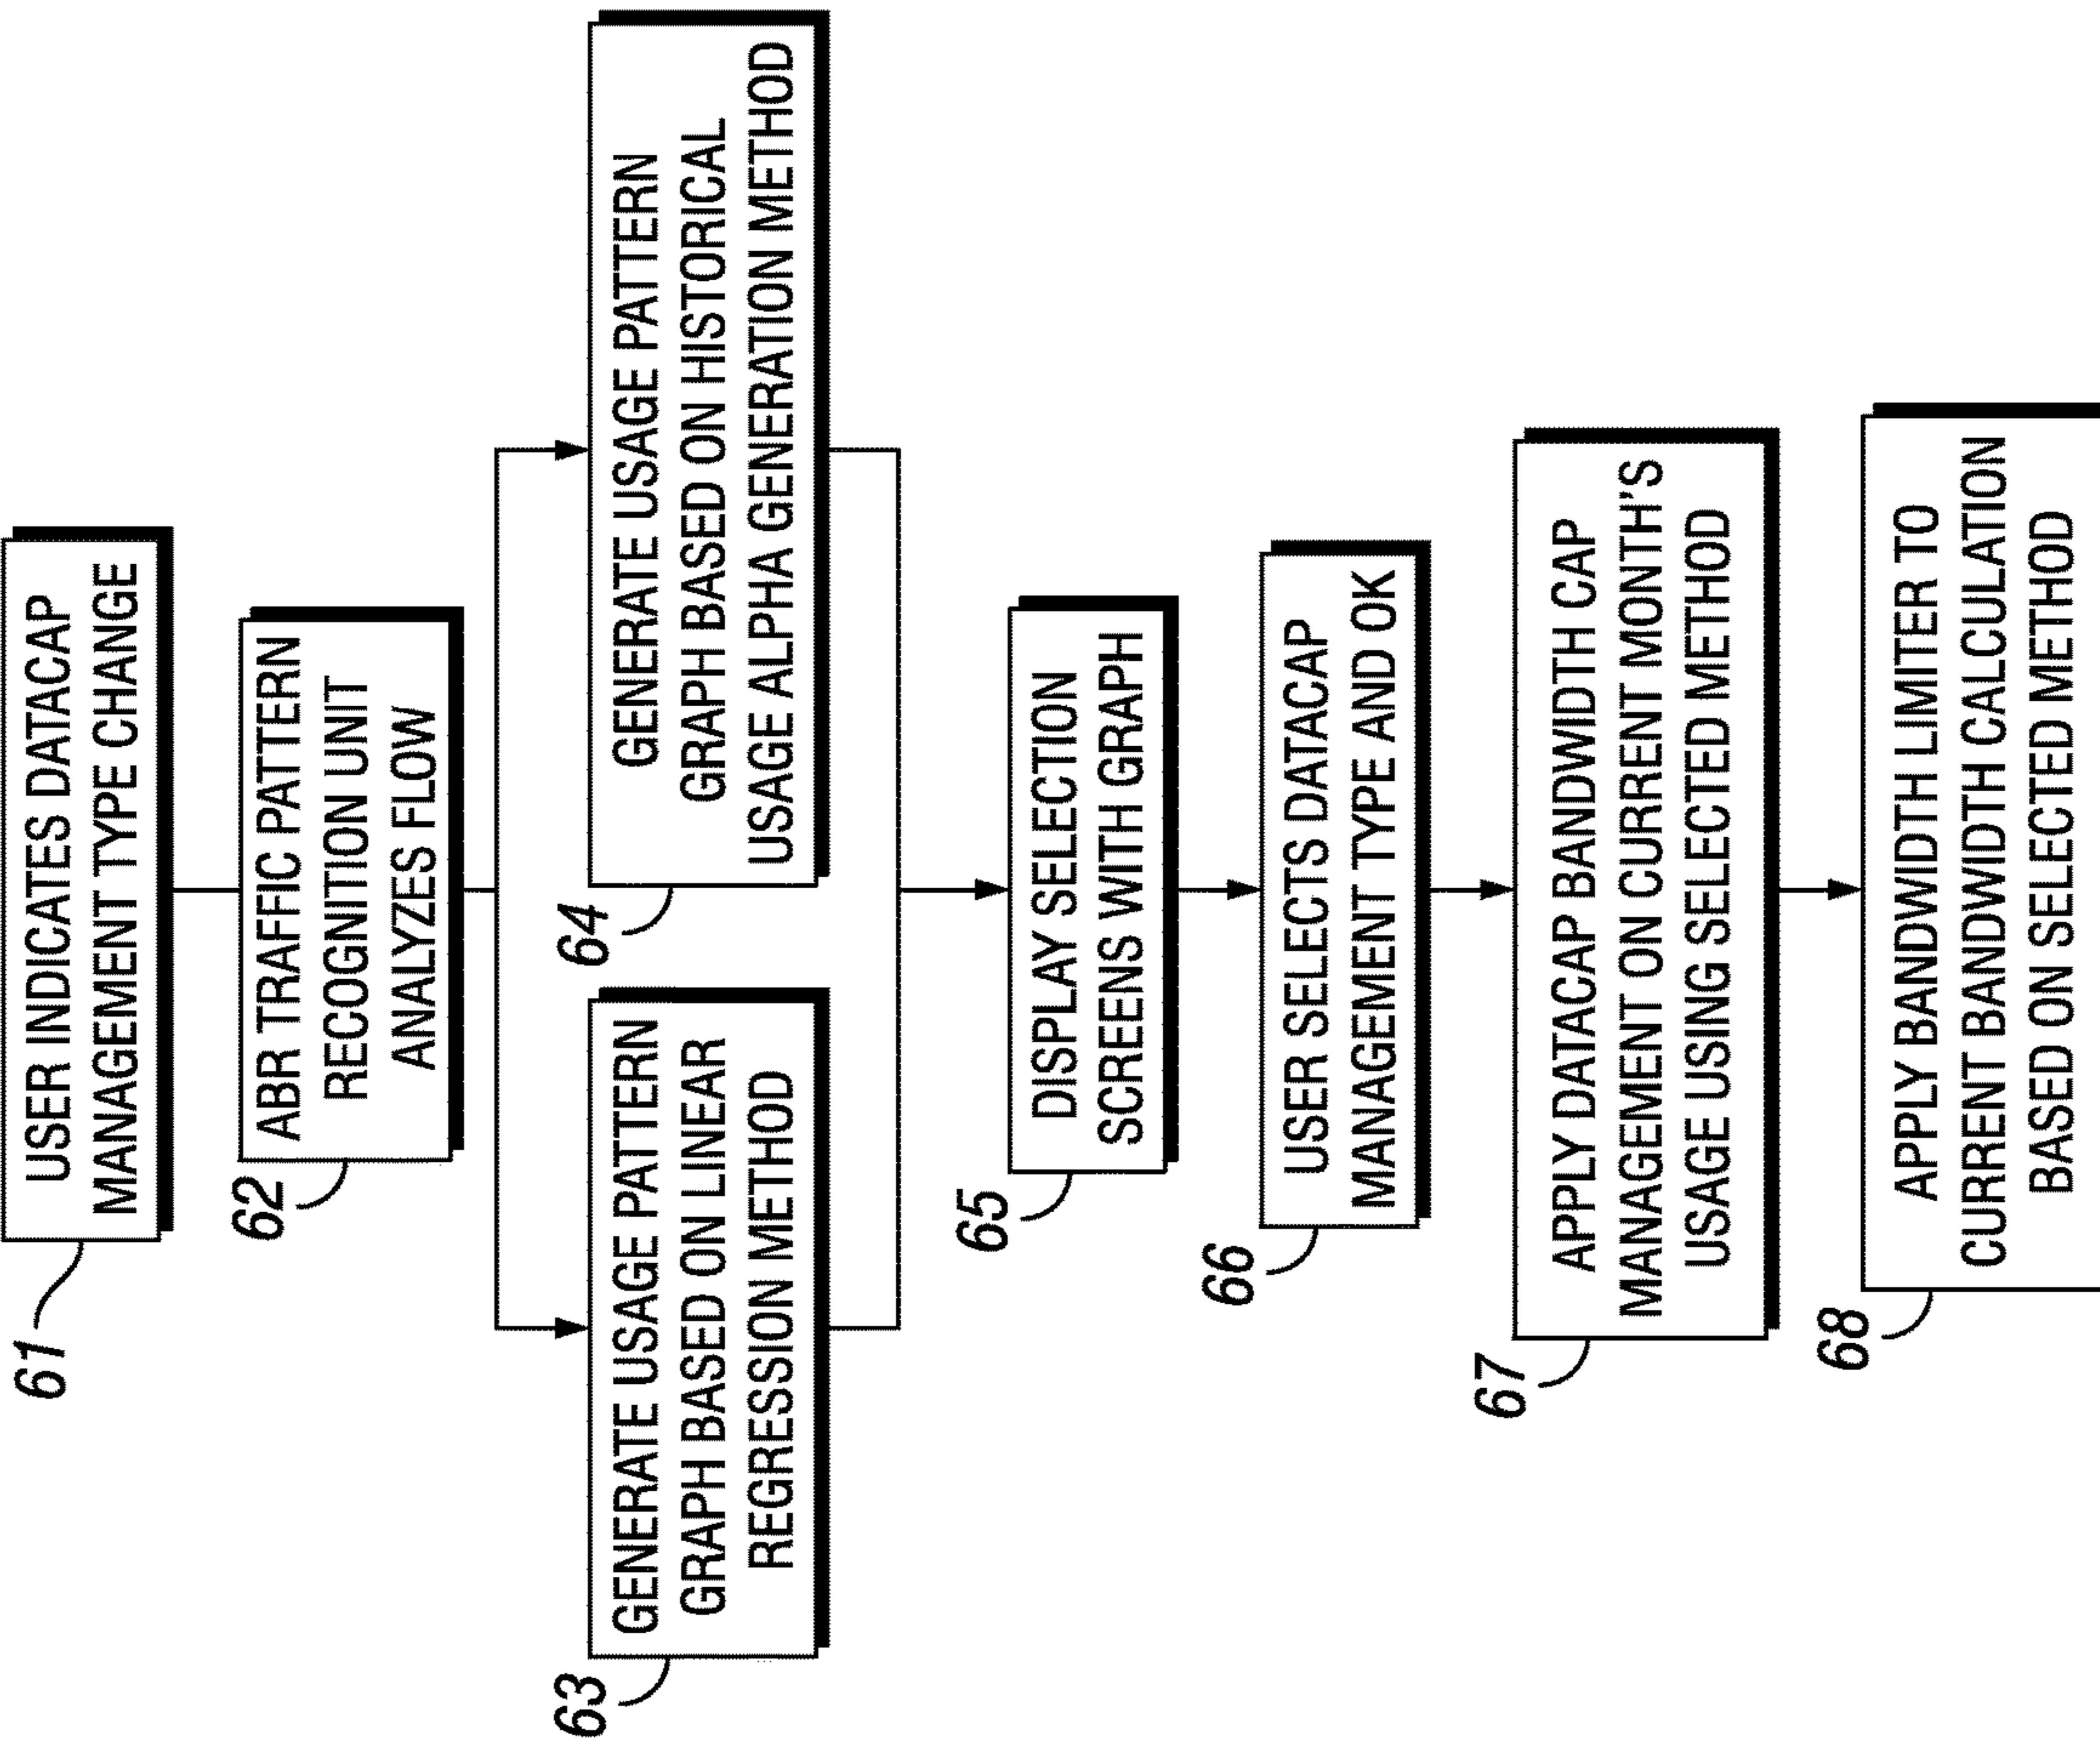 61
USER INDICATES DATACAP
MANAGEMENT TYPE CHANGE
62
ABR TRAFFIC PATTERN
RECOGNITION UNIT
ANALYZES FLOW
63
GENERATE USAGE PATTERN
GRAPH BASED ON LINEAR
REGRESSION METHOD
64
GENERATE USAGE PATTERN
GRAPH BASED ON HISTORICAL
USAGE ALPHA GENERATION METHOD
65
DISPLAY SELECTION
SCREENS WITH GRAPH
66
USER SELECTS DATACAP
MANAGEMENT TYPE AND OK
67
APPLY DATACAP BANDWIDTH CAP
MANAGEMENT ON CURRENT MONTH'S
USAGE USING SELECTED METHOD
68
APPLY BANDWIDTH LIMITER TO
CURRENT BANDWIDTH CALCULATION
BASED ON SELECTED METHOD